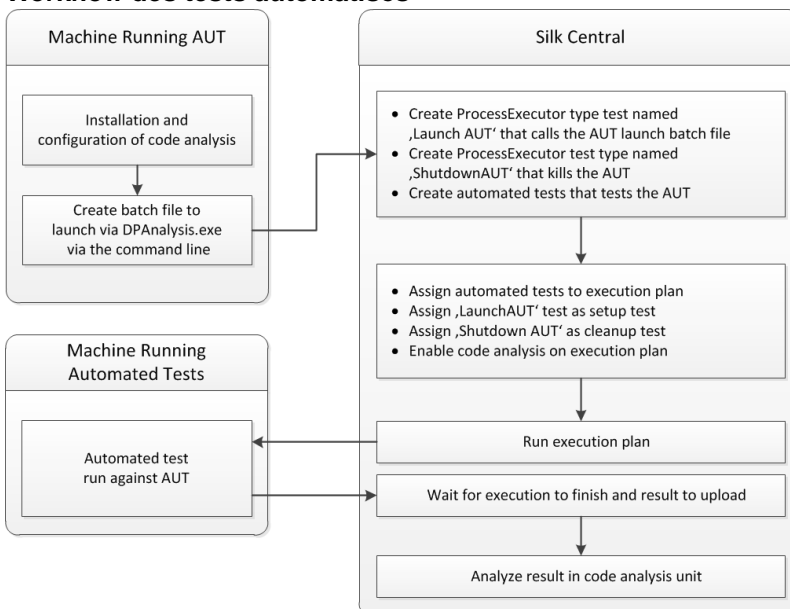 Workflow des tests automatisés
Machine Running AUT
Installation and
configuration of code analysis
Create batch file to
launch via DPAnalysis.exe
via the command line
Silk Central
• Create ProcessExecutor type test named
‚Launch AUT‘ that calls the AUT launch batch file
• Create ProcessExecutor test type named
‚ShutdownAUT‘ that kills the AUT
• Create automated tests that tests the AUT
• Assign automated tests to execution plan
• Assign ‚LaunchAUT‘ test as setup test
• Assign ‚Shutdown AUT‘ as cleanup test
• Enable code analysis on execution plan
Run execution plan
Machine Running
Automated Tests
Automated test
run against AUT
Wait for execution to finish and result to upload
Analyze result in code analysis unit